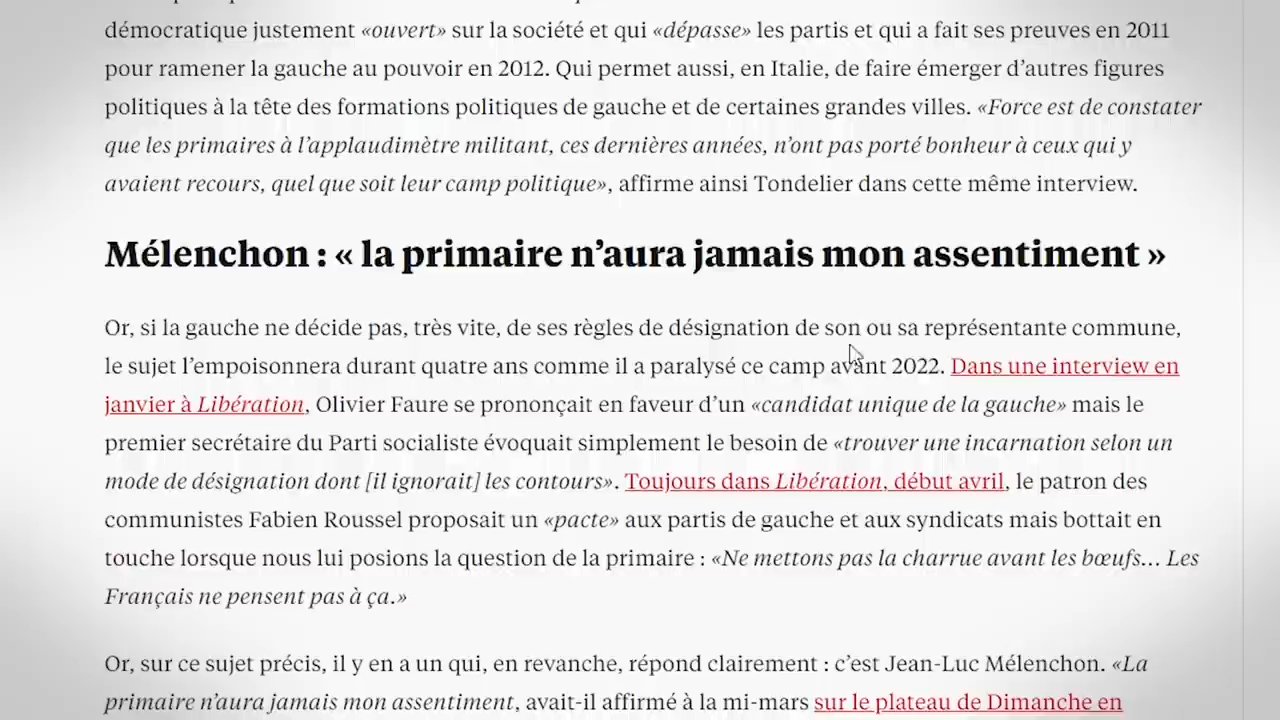 démocratique justement «ouvert» sur la société et qui «dépasse» les partis et qui a fait ses preuves en 2011
pour ramener la gauche au pouvoir en 2012. Qui permet aussi, en Italie, de faire émerger d’autres figures
politiques à la tête des formations politiques de gauche et de certaines grandes villes. «Force est de constater
que les primaires à l’applaudimètre militant, ces dernières années, n’ont pas porté bonheur à ceux qui y
avaient recours, quel que soit leur camp politique», affirme ainsi Tondelier dans cette même interview.
Mélenchon : « la primaire n’aura jamais mon assentiment »
Or, si la gauche ne décide pas, très vite, de ses règles de désignation de son ou sa représentante commune,
le sujet l’empoisonnera durant quatre ans comme il a paralysé ce camp avant 2022. Dans une interview en
janvier à Libération, Olivier Faure se prononçait en faveur d’un «candidat unique de la gauche» mais le
premier secrétaire du Parti socialiste évoquait simplement le besoin de «trouver une incarnation selon un
mode de désignation dont [il ignorait] les contours». Toujours dans Libération, début avril, le patron des
communistes Fabien Roussel proposait un «pacte» aux partis de gauche et aux syndicats mais bottait en
touche lorsque nous lui posions la question de la primaire : «Ne mettons pas la charrue avant les bœufs… Les
Français ne pensent pas à ça.»
Or, sur ce sujet précis, il y en a un qui, en revanche, répond clairement : c’est Jean-Luc Mélenchon. «La
primaire n’aura jamais mon assentiment, avait-il affirmé à la mi-mars sur le plateau de Dimanche en